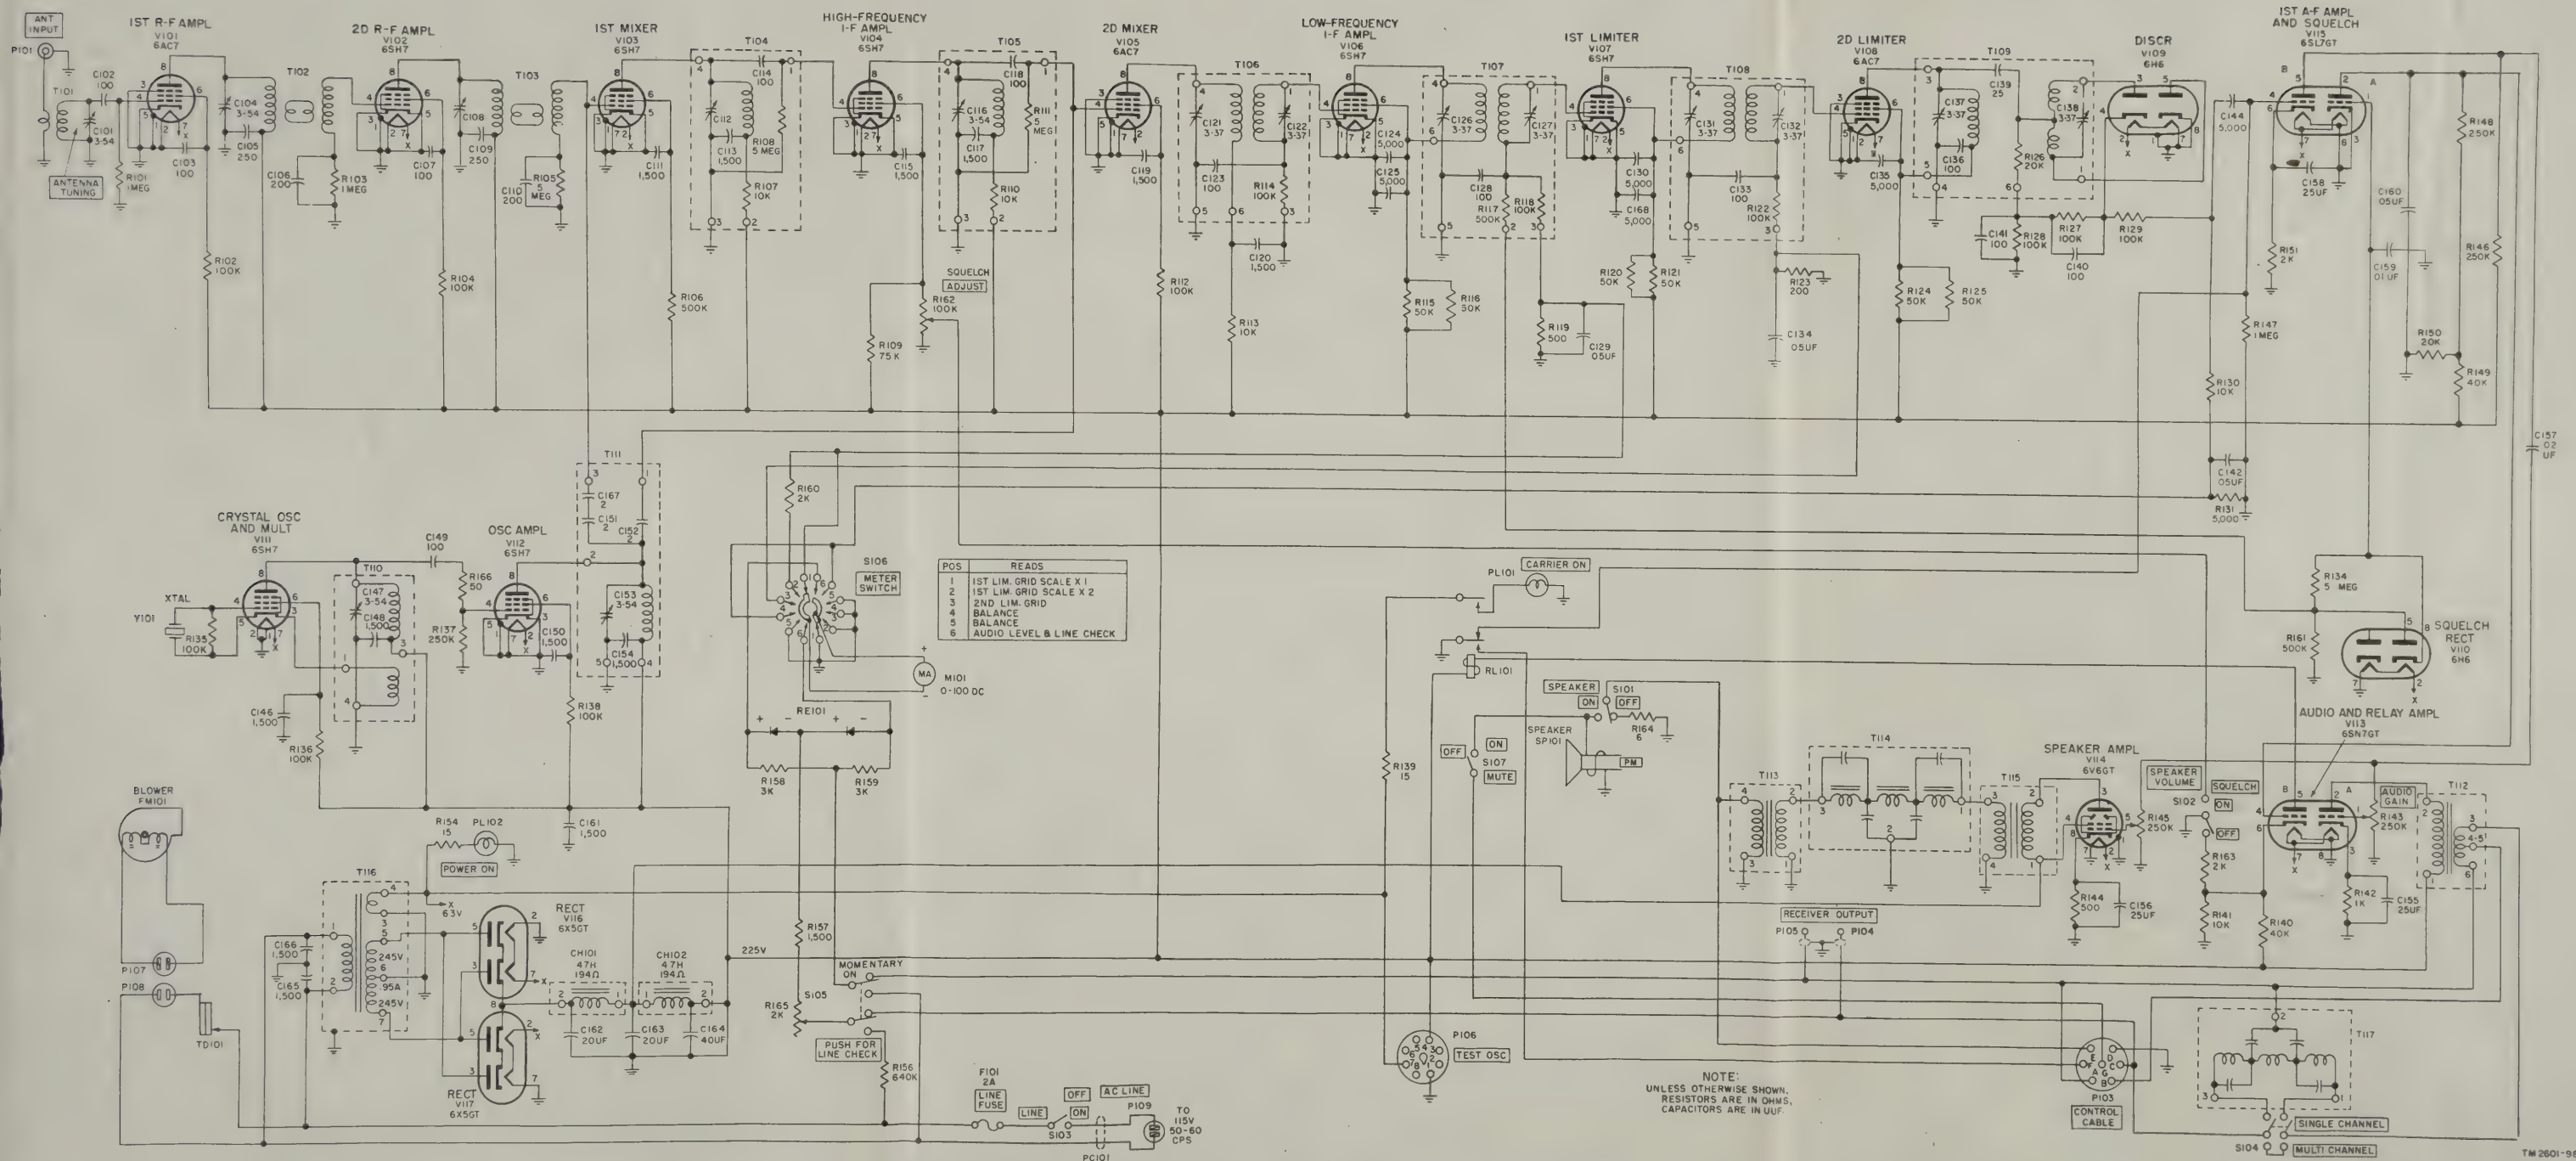 ANT
INPUT
P101
1ST R-F AMPL
V101
6AC7
C102
100
T101
C101
3-54
ANTENNA
TUNING
R101
1MEG
C103
100
C104
3-54
C105
250
R102
100K
T102
C106
200
R103
1MEG
2D R-F AMPL
V102
6SH7
C107
100
R104
100K
C108
C109
250
T103
C110
200
R105
5
MEG
1ST MIXER
V103
6SH7
C111
1,500
R106
500K
T104
C112
C114
100
C113
1,500
R108
5 MEG
R107
10K
HIGH-FREQUENCY
I-F AMPL
V104
6SH7
C115
1,500
R109
75K
SQUELCH
ADJUST
R162
100K
T105
C116
3-54
C118
100
C117
1,500
R111
5
MEG
R110
10K
2D MIXER
V105
6AC7
C119
1,500
R112
100K
T106
C121
3-37
C122
3-37
C123
100
R114
100K
C120
1,500
R113
10K
LOW-FREQUENCY
I-F AMPL
V106
6SH7
C124
5,000
C125
5,000
R115
50K
R116
50K
T107
C126
3-37
C127
3-37
C128
100
R117
500K
R118
100K
R119
500
C129
05UF
1ST LIMITER
V107
6SH7
C130
5,000
C168
5,000
R120
50K
R121
50K
T108
C131
3-37
C132
3-37
C133
100
R122
100K
R123
200
C134
05UF
2D LIMITER
V108
6AC7
C135
5,000
R124
50K
R125
50K
T109
C139
25
C137
3-37
C138
3-37
C136
100
R126
20K
C141
100
R128
100K
R127
100K
C140
100
R129
100K
DISCR
V109
6H6
C144
5,000
1ST A-F AMPL
AND SQUELCH
V115
6SL7GT
B
A
C158
25UF
R151
2K
R147
1MEG
R130
10K
C142
05UF
R131
5,000
C160
05UF
C159
01UF
R148
250K
R146
250K
R150
20K
R149
40K
C157
02
UF
CRYSTAL OSC
AND MULT
V111
6SH7
XTAL
Y101
R135
100K
C146
1,500
R136
100K
T110
C147
3-54
C148
1,500
C149
100
R166
50
R137
250K
OSC AMPL
V112
6SH7
C150
1,500
R138
100K
C161
1,500
T111
C167
2
C151
2
C152
2
C153
3-54
C154
1,500
R160
2K
S106
METER
SWITCH
POS READS
1 1ST LIM. GRID SCALE X 1
2 1ST LIM. GRID SCALE X 2
3 2ND LIM. GRID
4 BALANCE
5 BALANCE
6 AUDIO LEVEL & LINE CHECK
MA
M101
0-100 DC
RE101
R158
3K
R159
3K
R157
1,500
R165
2K
MOMENTARY
ON
S105
PUSH FOR
LINE CHECK
R156
640K
BLOWER
FM101
P107
P108
TD101
R154
15
PL102
POWER ON
X
63V
T116
245V
.95A
245V
C166
1,500
C165
1,500
RECT
V116
6X5GT
RECT
V117
6X5GT
CH101
47H
194Ω
CH102
47H
194Ω
C162
20UF
C163
20UF
C164
40UF
225V
F101
2A
LINE
FUSE
LINE
OFF
ON
S103
AC LINE
P109
PC101
TO
115V
50-60
CPS
PL101
CARRIER ON
RL101
R139
15
SPEAKER
ON
OFF
S101
R164
6
SPEAKER
SP101
PM
OFF
ON
S107
MUTE
P106
TEST OSC
T113
T114
T115
SPEAKER AMPL
V114
6V6GT
R144
500
C156
25UF
RECEIVER OUTPUT
P105
P104
SPEAKER
VOLUME
R145
250K
SQUELCH
S102
ON
OFF
R163
2K
R141
10K
R140
40K
R134
5 MEG
R161
500K
SQUELCH
RECT
V110
6H6
AUDIO AND RELAY AMPL
V113
6SN7GT
B
A
AUDIO
GAIN
R143
250K
R142
1K
C155
25UF
T112
T117
P103
CONTROL
CABLE
S104
SINGLE CHANNEL
MULTI CHANNEL
NOTE:
UNLESS OTHERWISE SHOWN,
RESISTORS ARE IN OHMS,
CAPACITORS ARE IN UUF.